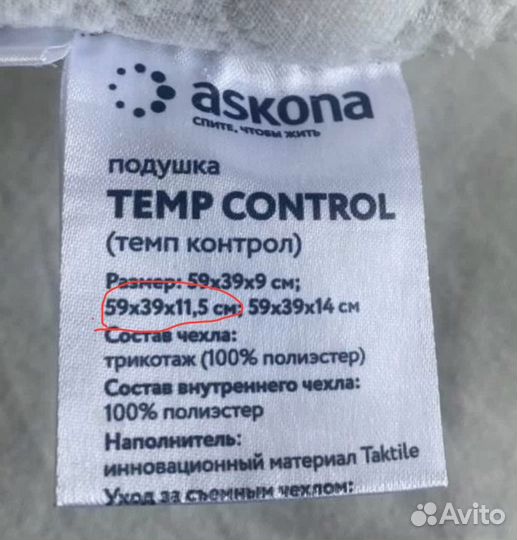 askona
СПИТЕ, ЧТОБЫ ЖИТЬ
подушка
TEMP CONTROL
(темп контрол)
Размер: 59х39х9 см;
59х39х11,5 см; 59х39х14 см
Состав чехла:
трикотаж (100% полиэстер)
Состав внутреннего чехла:
100% полиэстер
Наполнитель:
инновационный материал Taktile
Уход за съемным чехлом:
Avito